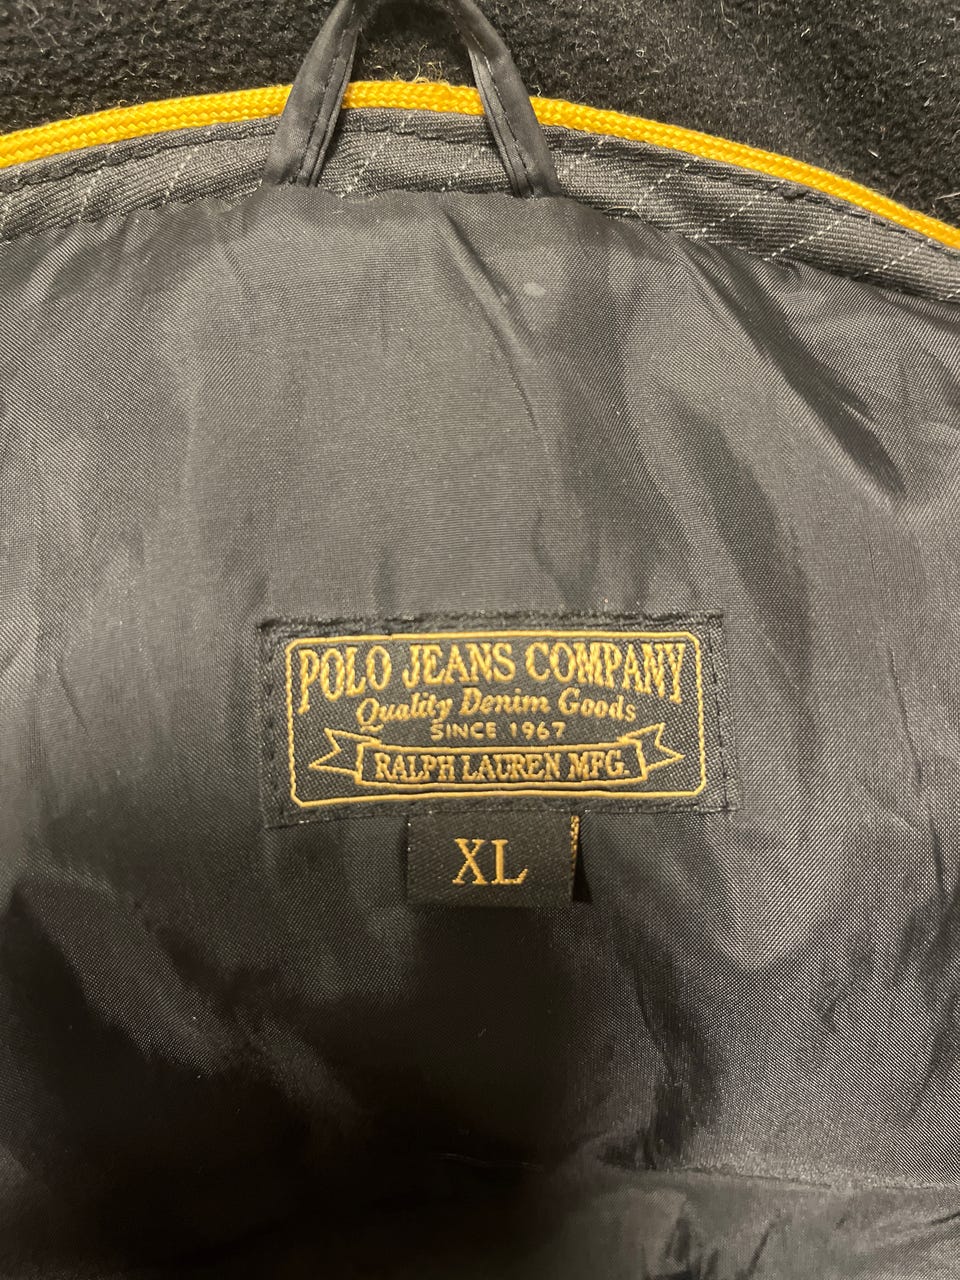 POLO JEANS COMPANY
Quality Denim Goods
SINCE 1967
RALPH LAUREN MFG.
XL